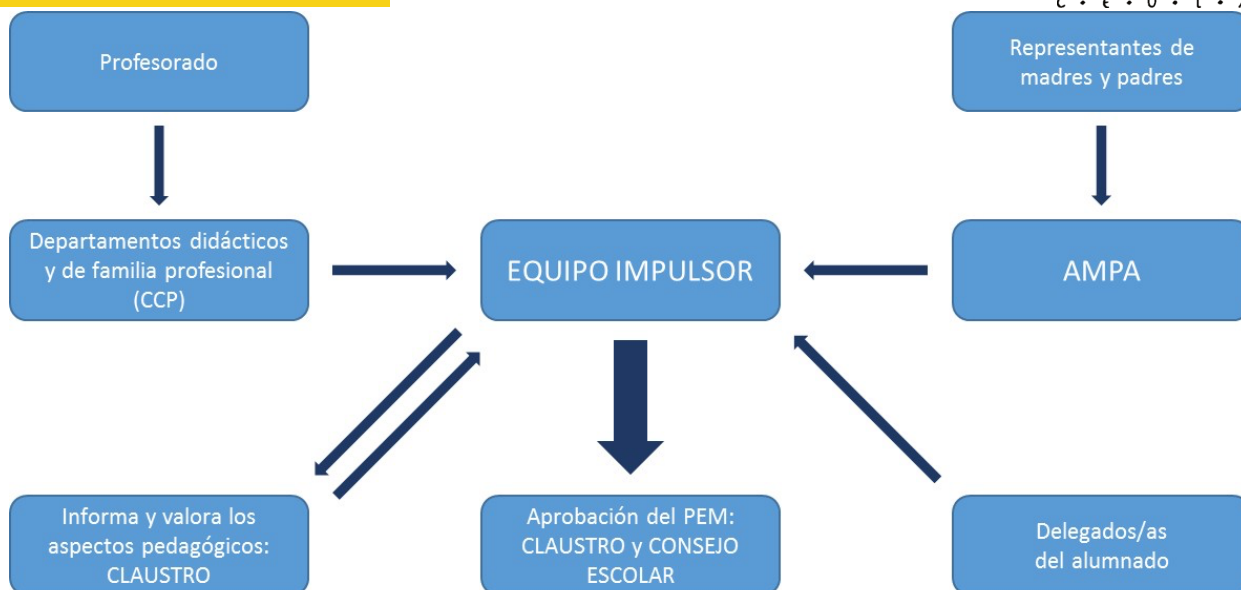 Profesorado
Representantes de
madres y padres
Departamentos didácticos
y de familia profesional
(CCP)
EQUIPO IMPULSOR
AMPA
Informa y valora los
aspectos pedagógicos:
CLAUSTRO
Aprobación del PEM:
CLAUSTRO y CONSEJO
ESCOLAR
Delegados/as
del alumnado